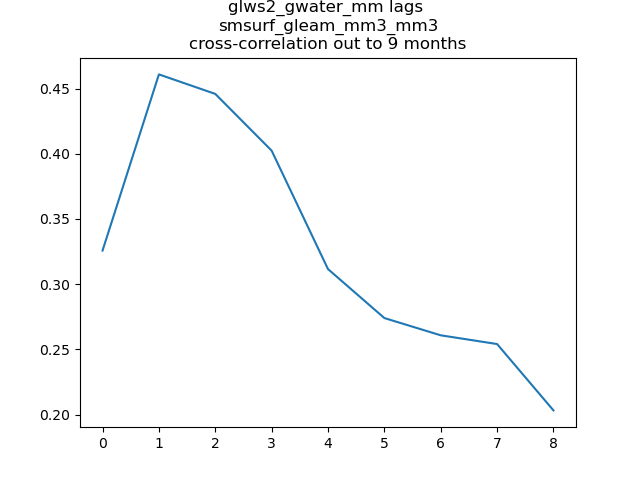 glws2_gwater_mm lags
smsurf_gleam_mm3_mm3
cross-correlation out to 9 months
0.45
0.40
0.35
0.30
0.25
0.20
0 1 2 3 4 5 6 7 8